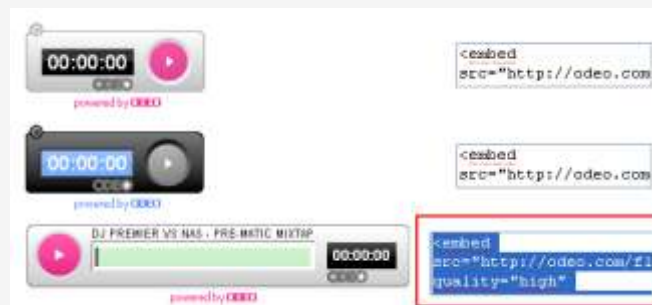 00:00:00
powered by ODEO
<embed
src="http://odeo.com
00:00:00
powered by ODEO
<embed
src="http://odeo.com
DJ PREMIER VS NAS - PRE-MATIC MIXTAP
00:00:00
powered by ODEO
<embed
src="http://odeo.com/fl
quality="high"